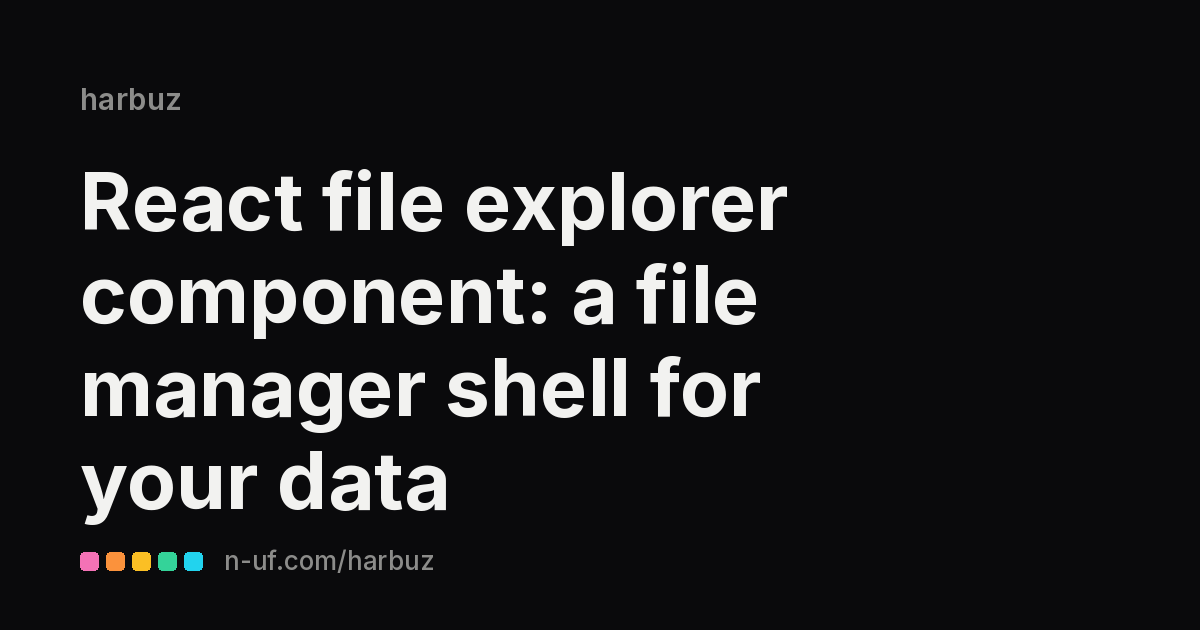 harbuz
React file explorer
component: a file
manager shell for
your data
n-uf.com/harbuz